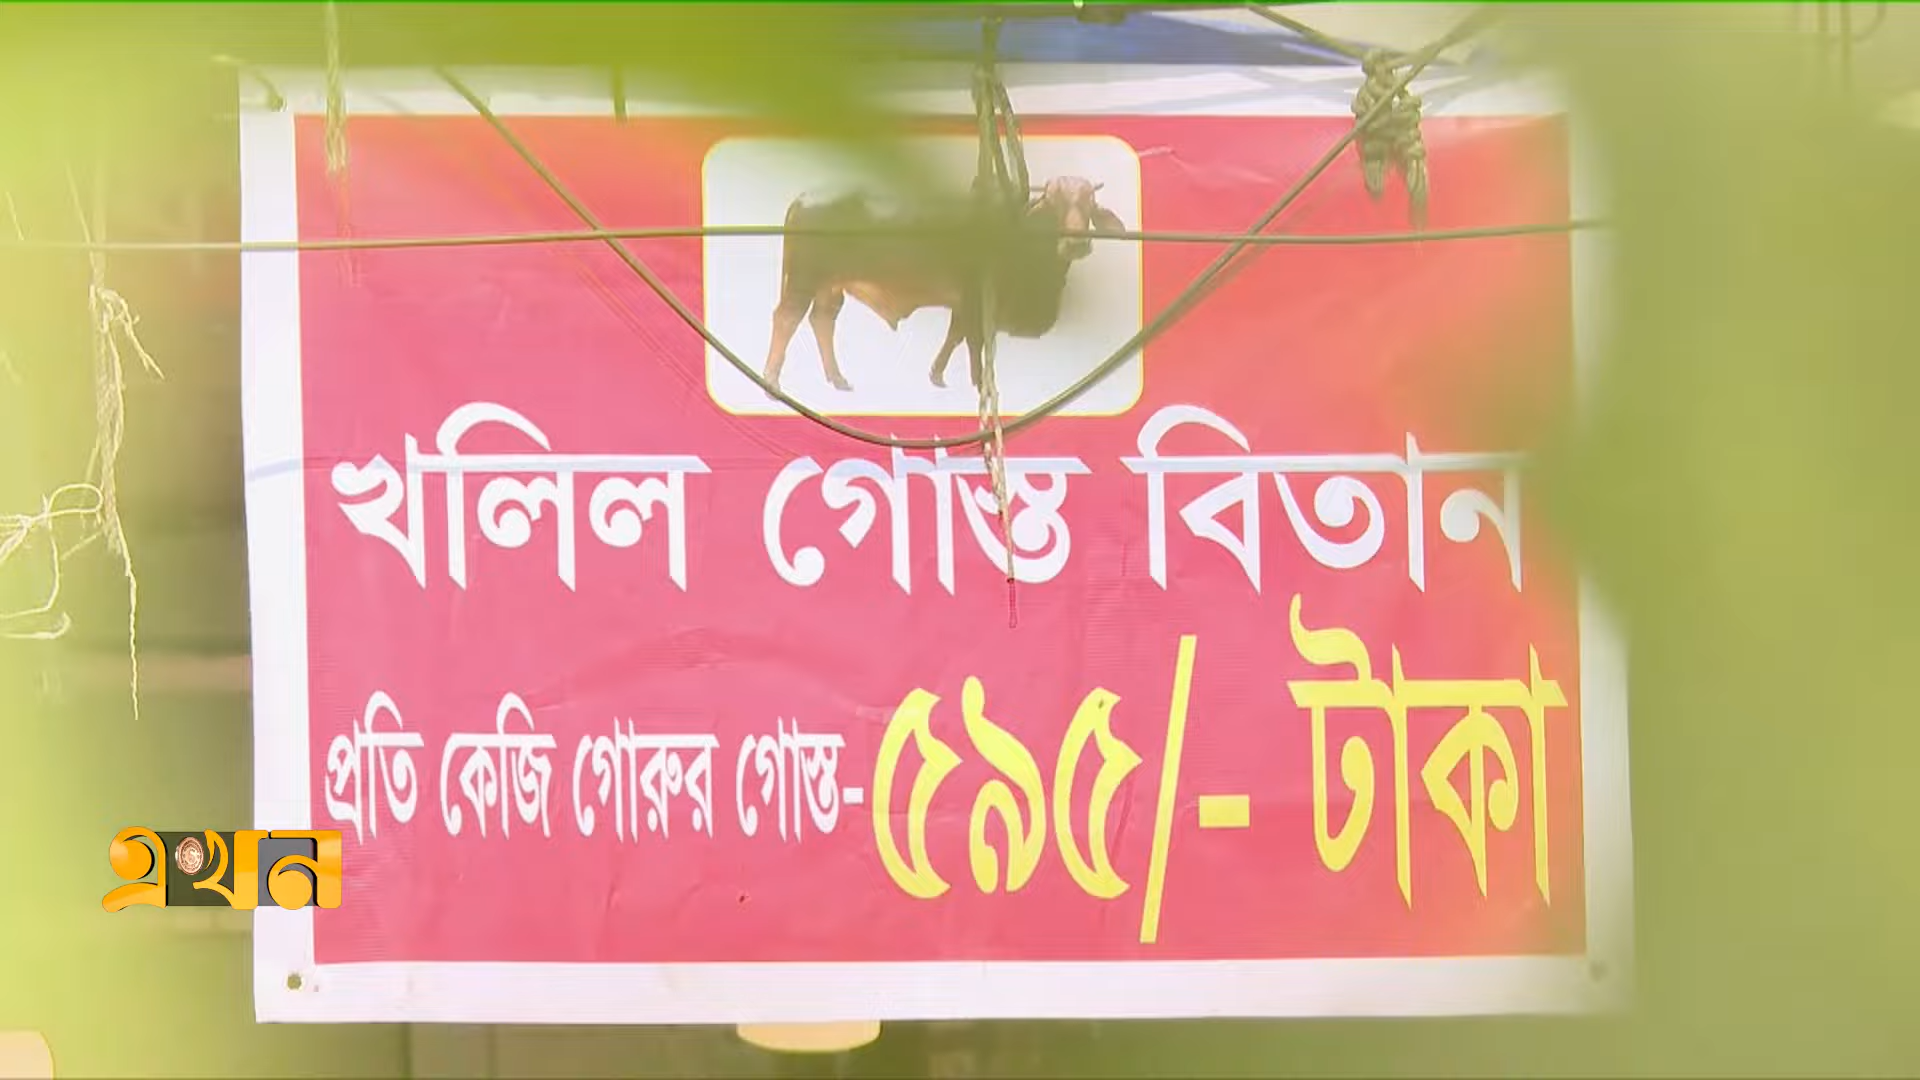 খলিল গোস্ত বিতান
প্রতি কেজি গোরুর গোস্ত-৫৯৫/- টাকা
এখন